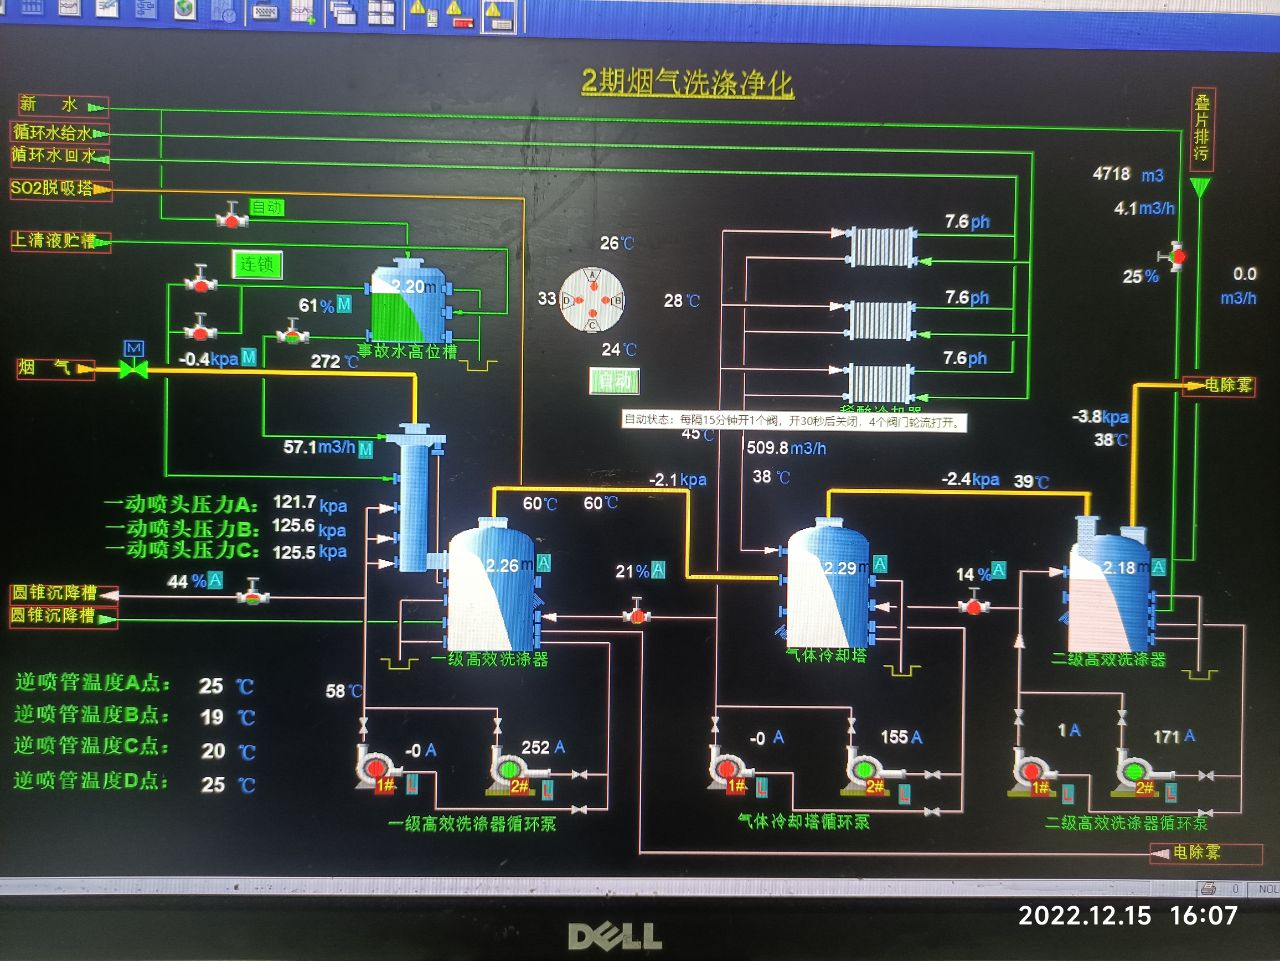 2期烟气洗涤净化
新 水
循环水给水
循环水回水
SO2脱吸塔
上清液贮槽
烟 气
自动
连锁
61% M
2.20m
事故水高位槽
-0.4kpa M
M
272℃
26℃
33
28℃
24℃
A
B
C
D
自动
自动状态：每隔15分钟开1个阀，开30秒后关闭，4个阀门轮流打开。
7.6ph
7.6ph
7.6ph
叠片排污
4718 m3
4.1m3/h
25%
0.0
m3/h
电除雾
-3.8kpa
38℃
45℃
509.8m3/h
38℃
57.1m3/h M
-2.1kpa
60℃ 60℃
-2.4kpa 39℃
一动喷头压力A： 121.7 kpa
一动喷头压力B： 125.6 kpa
一动喷头压力C： 125.5 kpa
2.26m A
2.29m A
2.18m A
44%A
21%A
14%A
圆锥沉降槽
圆锥沉降槽
一级高效洗涤器
气体冷却塔
二级高效洗涤器
逆喷管温度A点： 25 ℃
逆喷管温度B点： 19 ℃
逆喷管温度C点： 20 ℃
逆喷管温度D点： 25 ℃
58℃
-0 A
252 A
-0 A
155 A
1 A
171 A
1# L
2# L
1# L
2# L
1# L
2# L
一级高效洗涤器循环泵
气体冷却塔循环泵
二级高效洗涤器循环泵
电除雾
0
NOL
DELL
2022.12.15 16:07